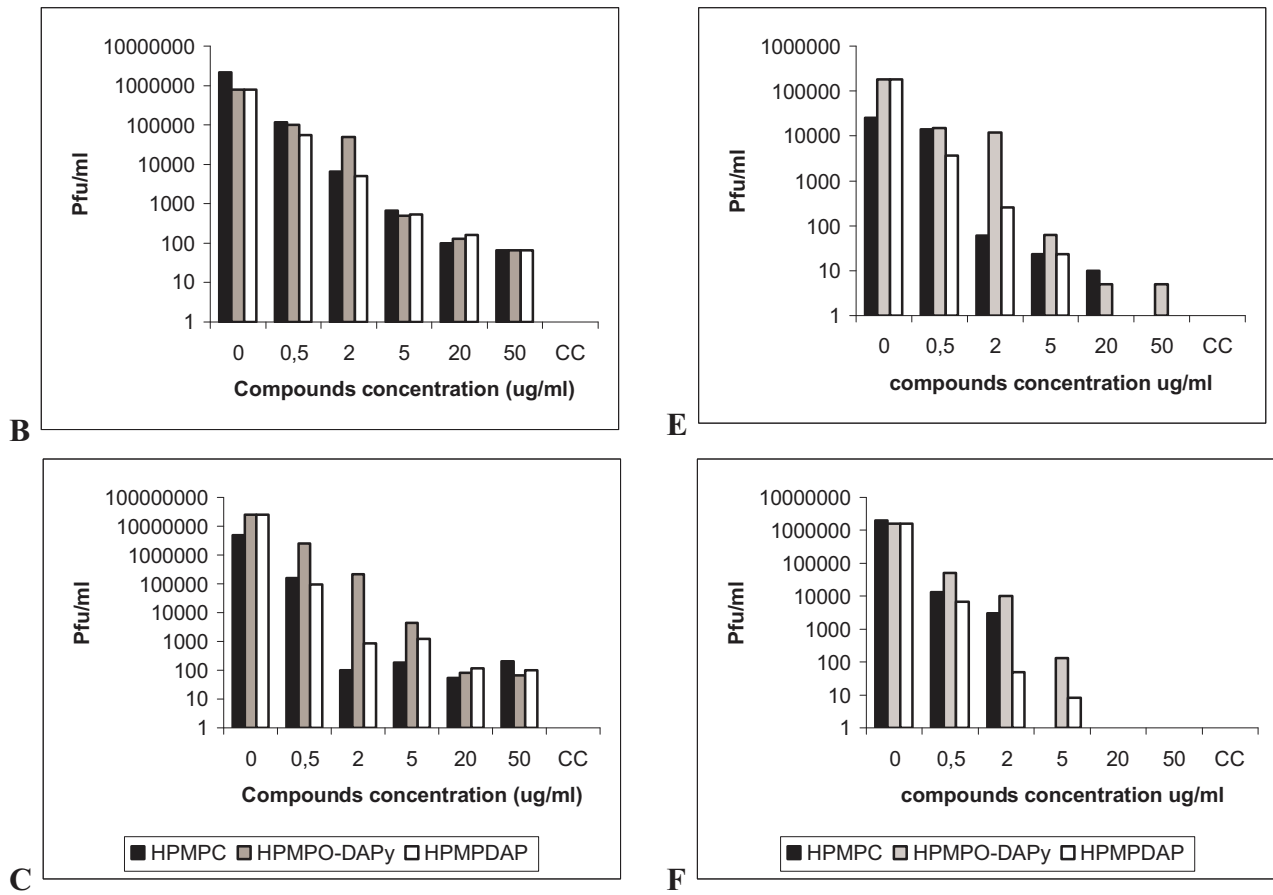 10000000
1000000
100000
10000
1000
100
10
1
Pfu/ml
0 0,5 2 5 20 50 CC
Compounds concentration (ug/ml)
B
1000000
100000
10000
1000
100
10
1
Pfu/ml
0 0,5 2 5 20 50 CC
compounds concentration ug/ml
E
100000000
10000000
1000000
100000
10000
1000
100
10
1
Pfu/ml
0 0,5 2 5 20 50 CC
Compounds concentration (ug/ml)
HPMPC HPMPO-DAPy HPMPDAP
C
10000000
1000000
100000
10000
1000
100
10
1
Pfu/ml
0 0,5 2 5 20 50 CC
compounds concentration ug/ml
HPMPC HPMPO-DAPy HPMPDAP
F